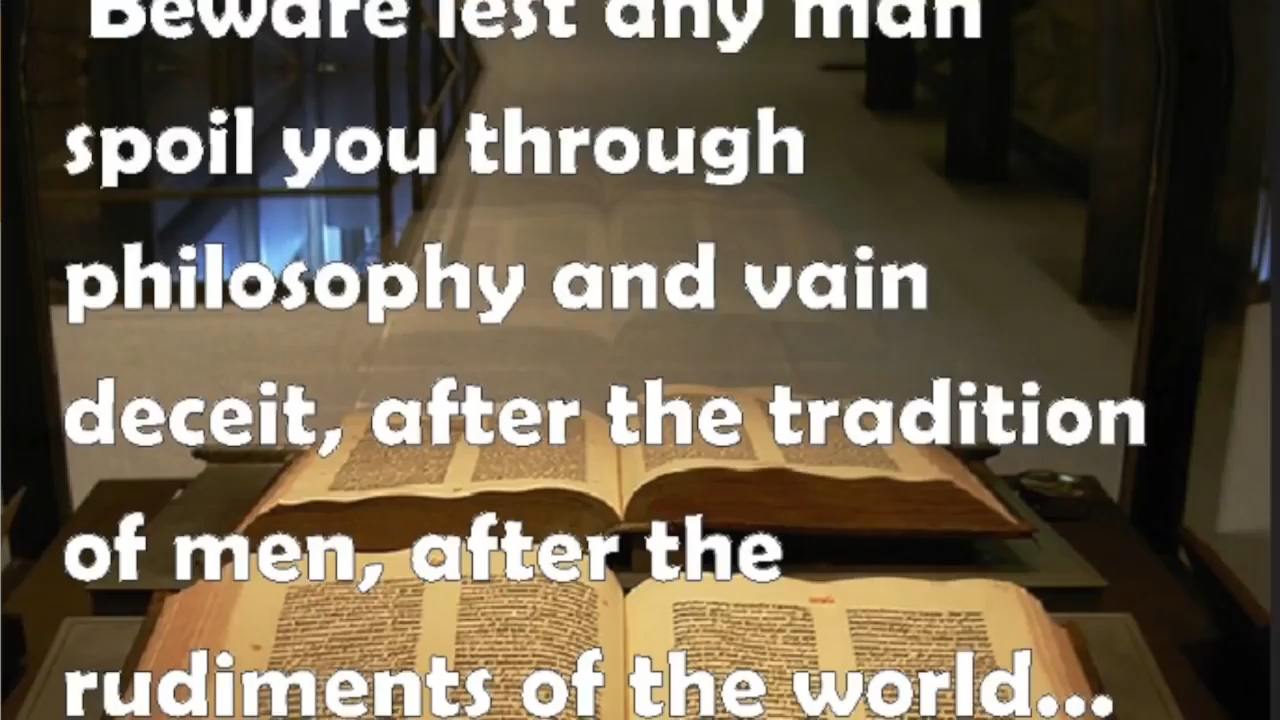 Beware lest any man
spoil you through
philosophy and vain
deceit, after the tradition
of men, after the
rudiments of the world...